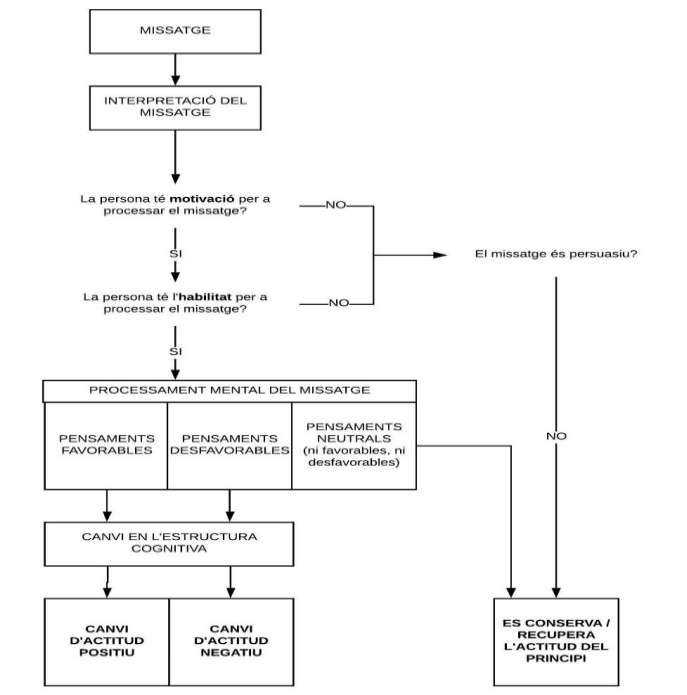 MISSATGE
INTERPRETACIÓ DEL
MISSATGE
La persona té motivació per a
processar el missatge?
NO
SI
El missatge és persuasiu?
La persona té l'habilitat per a
processar el missatge?
NO
SI
PROCESSAMENT MENTAL DEL MISSATGE
PENSAMENTS
FAVORABLES
PENSAMENTS
DESFAVORABLES
PENSAMENTS
NEUTRALS
(ni favorables, ni
desfavorables)
NO
CANVI EN L'ESTRUCTURA
COGNITIVA
CANVI
D'ACTITUD
POSITIU
CANVI
D'ACTITUD
NEGATIU
ES CONSERVA /
RECUPERA
L'ACTITUD DEL
PRINCIPI